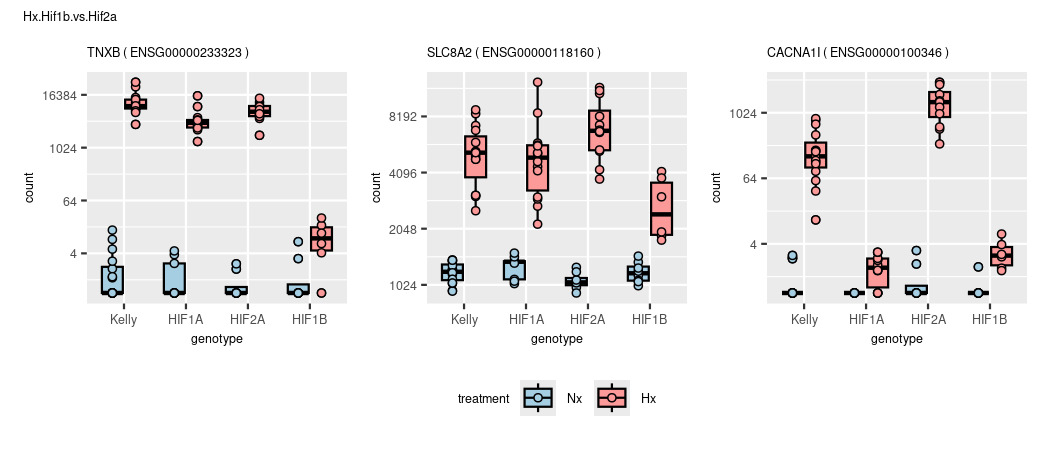 Hx.Hif1b.vs.Hif2a
TNXB ( ENSG00000233323 )
SLC8A2 ( ENSG00000118160 )
CACNA1I ( ENSG00000100346 )
count
16384
1024
64
4
Kelly HIF1A HIF2A HIF1B
genotype
count
8192
4096
2048
1024
Kelly HIF1A HIF2A HIF1B
genotype
count
1024
64
4
Kelly HIF1A HIF2A HIF1B
genotype
treatment Nx Hx